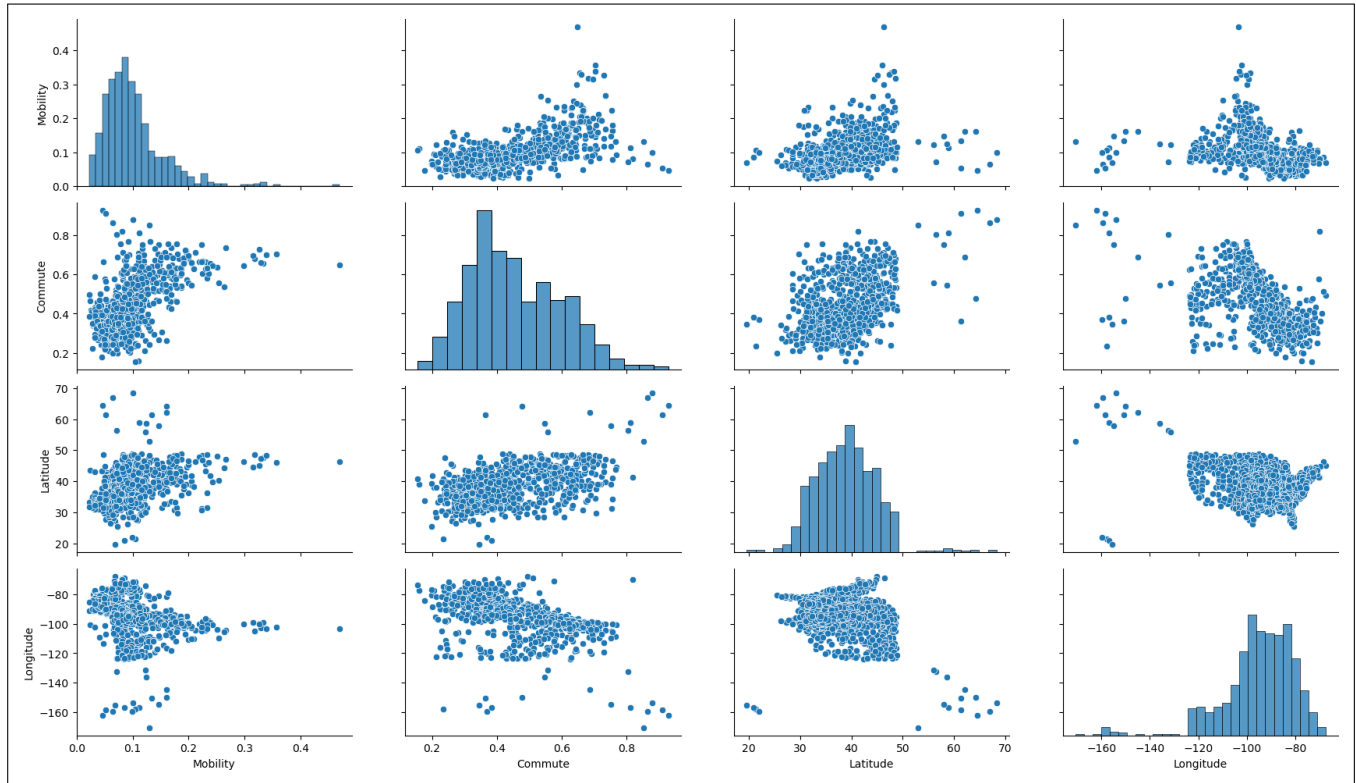 Mobility
0.4
0.3
0.2
0.1
0.0
Commute
0.8
0.6
0.4
0.2
Latitude
70
60
50
40
30
20
Longitude
−80
−100
−120
−140
−160
0.0 0.1 0.2 0.3 0.4
0.2 0.4 0.6 0.8
20 30 40 50 60 70
−160 −140 −120 −100 −80
Mobility Commute Latitude Longitude